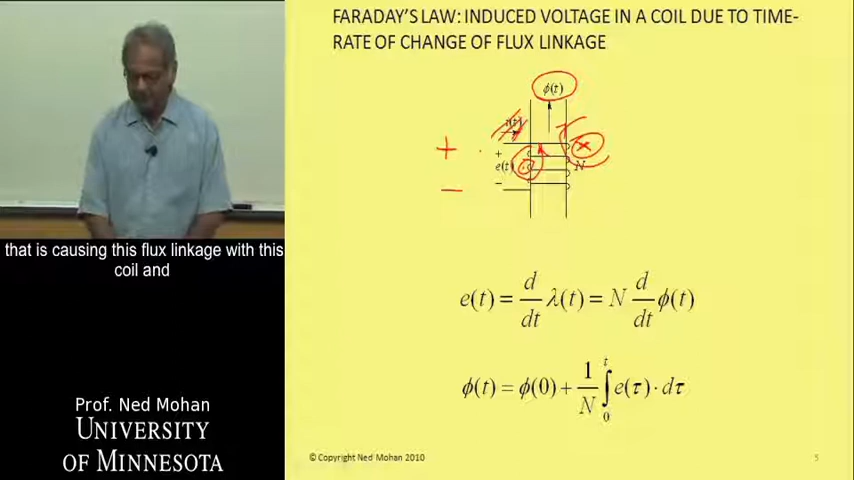 FARADAY'S LAW: INDUCED VOLTAGE IN A COIL DUE TO TIME-
RATE OF CHANGE OF FLUX LINKAGE
ϕ(t)
i(t)
+
+
e(t)
N
−
−
that is causing this flux linkage with this
coil and
e(t) = d/dt λ(t) = N d/dt ϕ(t)
ϕ(t) = ϕ(0) + 1/N ∫₀ᵗ e(τ) · dτ
Prof. Ned Mohan
UNIVERSITY
OF MINNESOTA
© Copyright Ned Mohan 2010
5